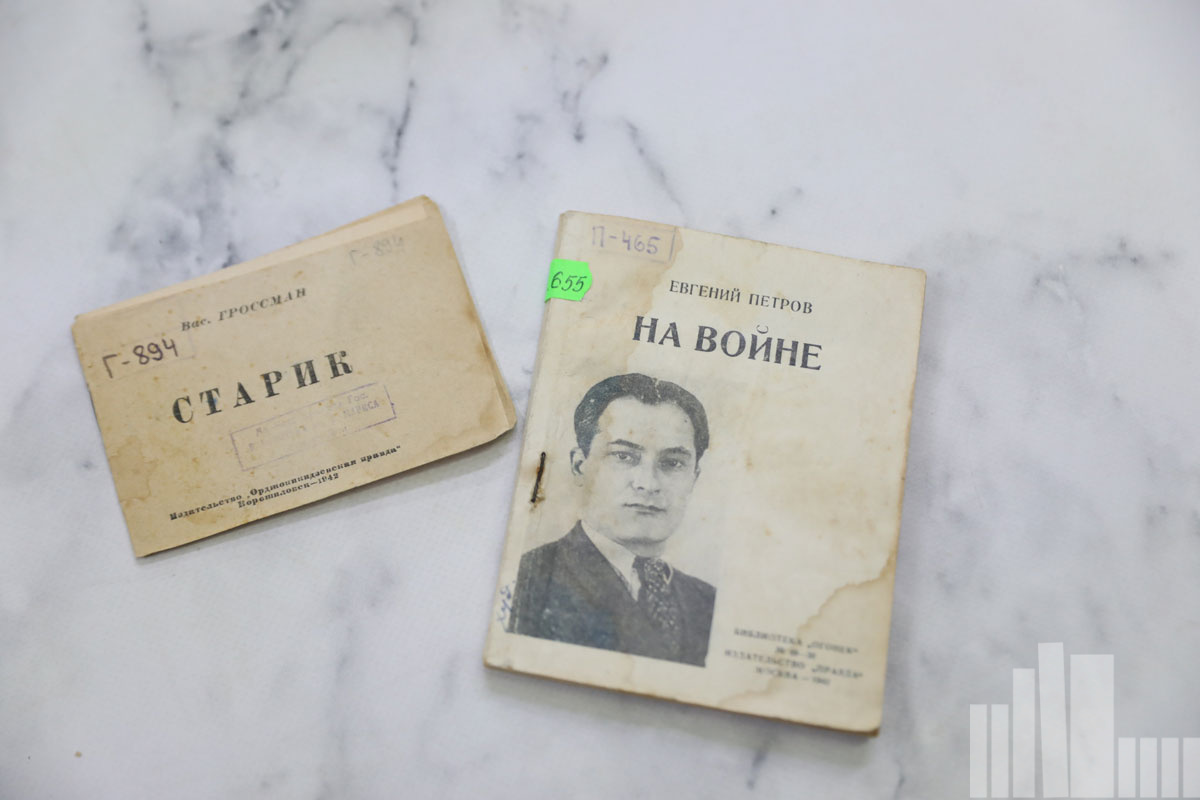 Г-894
Вас. ГРОССМАН
Г-894
СТАРИК
Издательство „Орджоникидзевская правда“
Ворошиловск—1942
П-465
655
ЕВГЕНИЙ ПЕТРОВ
НА ВОЙНЕ
БИБЛИОТЕКА „ОГОНЕК“
№
ИЗДАТЕЛЬСТВО „ПРАВДА“
МОСКВА —